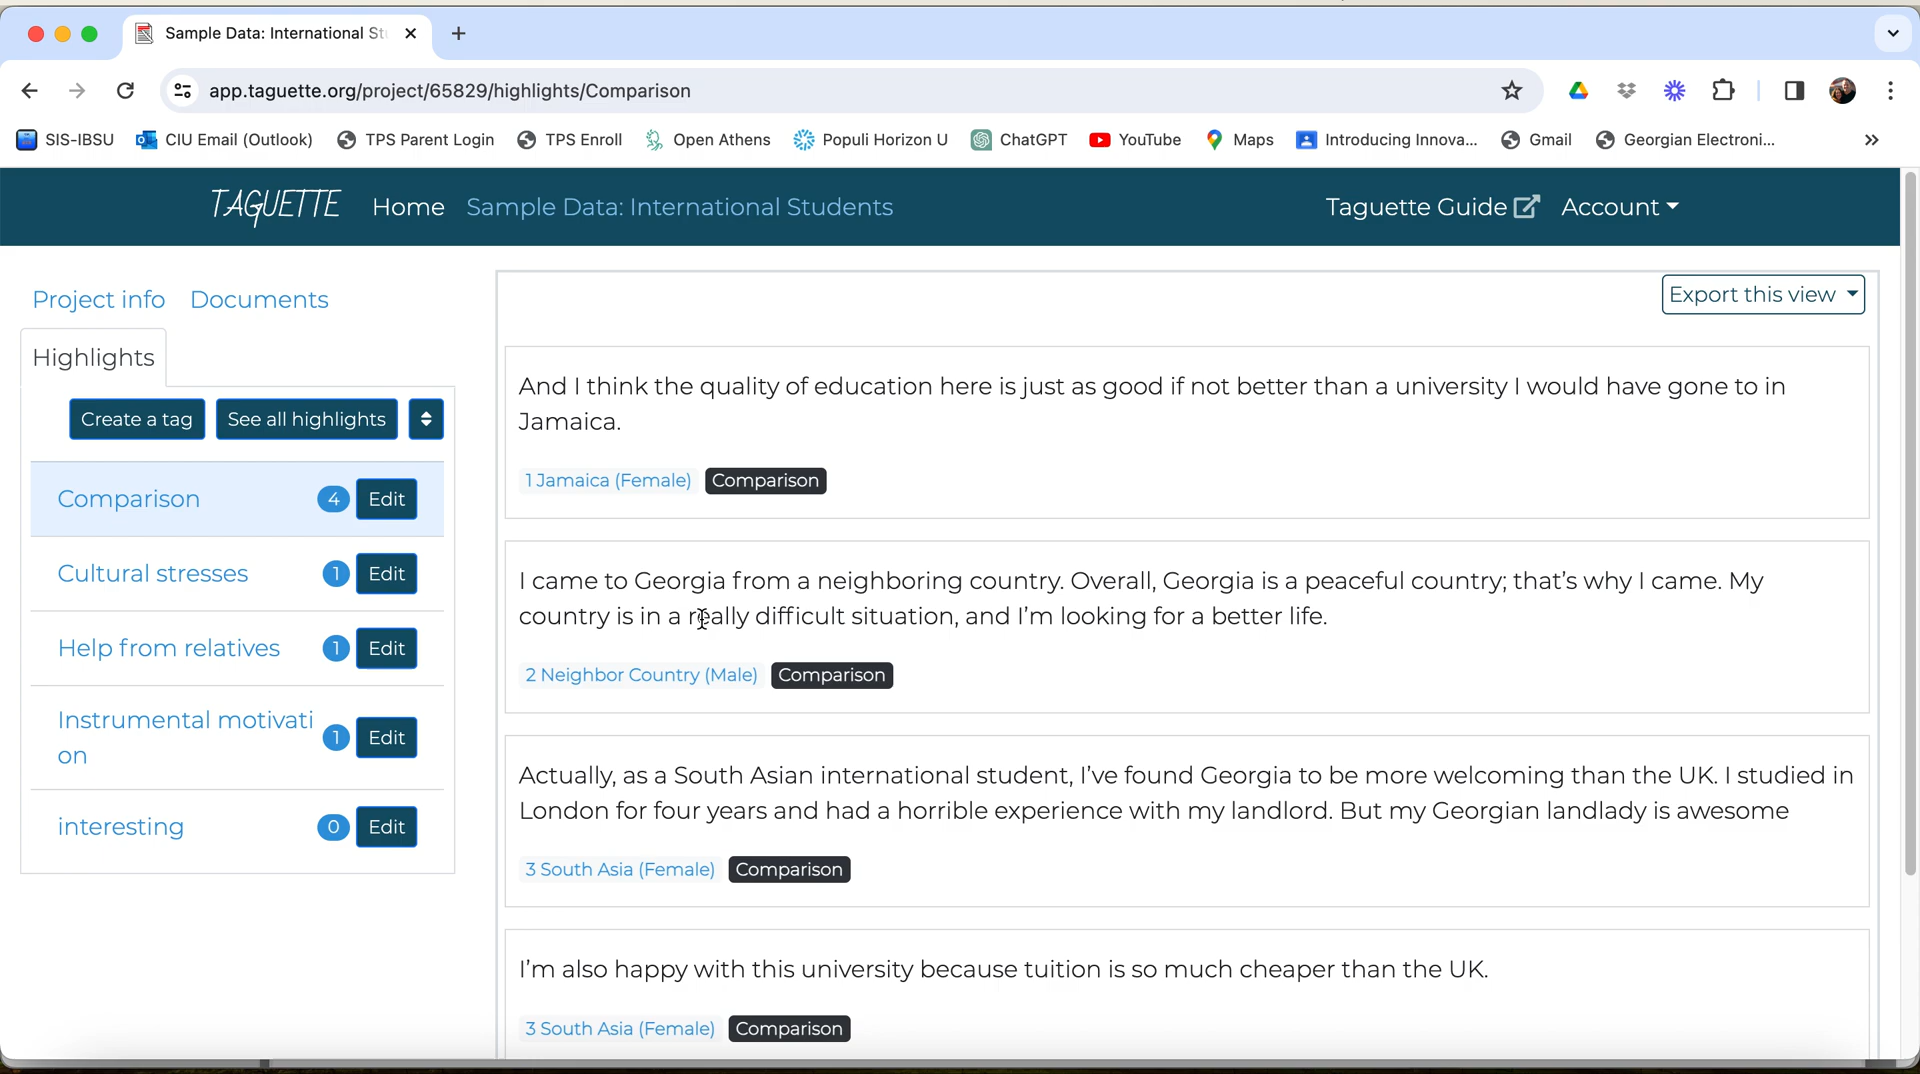 Sample Data: International St
app.taguette.org/project/65829/highlights/Comparison
SIS-IBSU CIU Email (Outlook) TPS Parent Login TPS Enroll Open Athens Populi Horizon U ChatGPT YouTube Maps Introducing Innova... Gmail Georgian Electroni...
TAGUETTE Home Sample Data: International Students Taguette Guide Account
Project info Documents
Highlights
Create a tag See all highlights
Comparison 4 Edit
Cultural stresses 1 Edit
Help from relatives 1 Edit
Instrumental motivati
on 1 Edit
interesting 0 Edit
Export this view
And I think the quality of education here is just as good if not better than a university I would have gone to in
Jamaica.
1 Jamaica (Female) Comparison
I came to Georgia from a neighboring country. Overall, Georgia is a peaceful country; that’s why I came. My
country is in a really difficult situation, and I’m looking for a better life.
2 Neighbor Country (Male) Comparison
Actually, as a South Asian international student, I’ve found Georgia to be more welcoming than the UK. I studied in
London for four years and had a horrible experience with my landlord. But my Georgian landlady is awesome
3 South Asia (Female) Comparison
I’m also happy with this university because tuition is so much cheaper than the UK.
3 South Asia (Female) Comparison